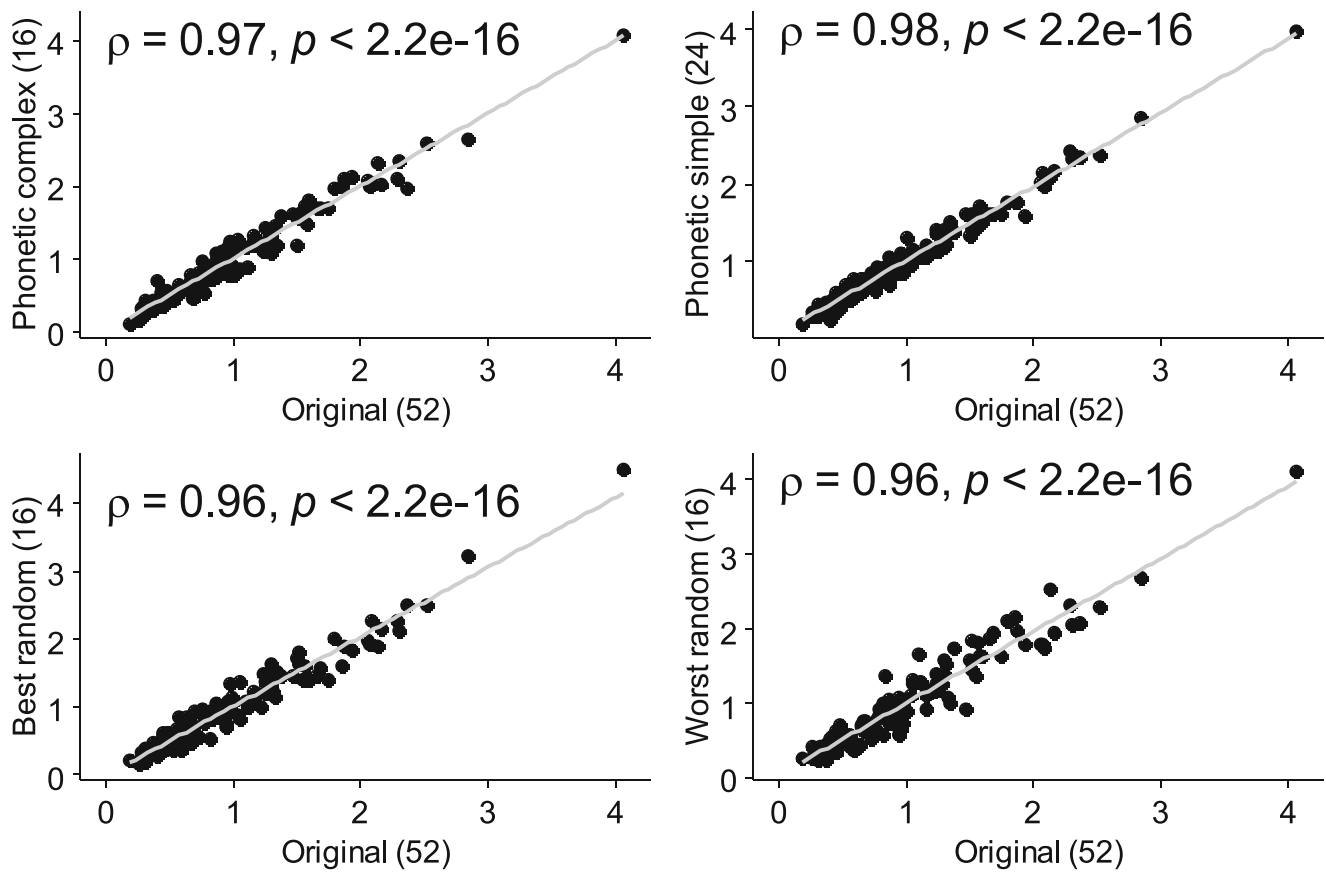 ρ = 0.97, p < 2.2e-16
Phonetic complex (16)
4
3
2
1
0
0 1 2 3 4
Original (52)
ρ = 0.98, p < 2.2e-16
Phonetic simple (24)
4
3
2
1
0 1 2 3 4
Original (52)
ρ = 0.96, p < 2.2e-16
Best random (16)
4
3
2
1
0
0 1 2 3 4
Original (52)
ρ = 0.96, p < 2.2e-16
Worst random (16)
4
3
2
1
0
0 1 2 3 4
Original (52)